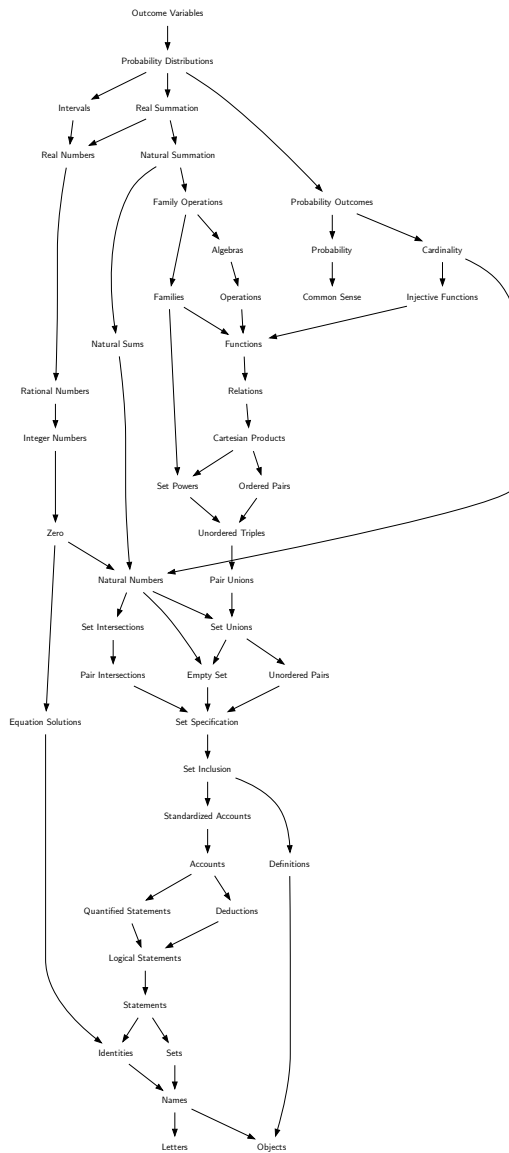 Outcome Variables
Probability Distributions
Intervals
Real Summation
Real Numbers
Natural Summation
Family Operations
Probability Outcomes
Algebras
Probability
Cardinality
Families
Operations
Common Sense
Injective Functions
Natural Sums
Functions
Rational Numbers
Relations
Integer Numbers
Cartesian Products
Set Powers
Ordered Pairs
Zero
Unordered Triples
Natural Numbers
Pair Unions
Set Intersections
Set Unions
Pair Intersections
Empty Set
Unordered Pairs
Equation Solutions
Set Specification
Set Inclusion
Standardized Accounts
Accounts
Definitions
Quantified Statements
Deductions
Logical Statements
Statements
Identities
Sets
Names
Letters
Objects